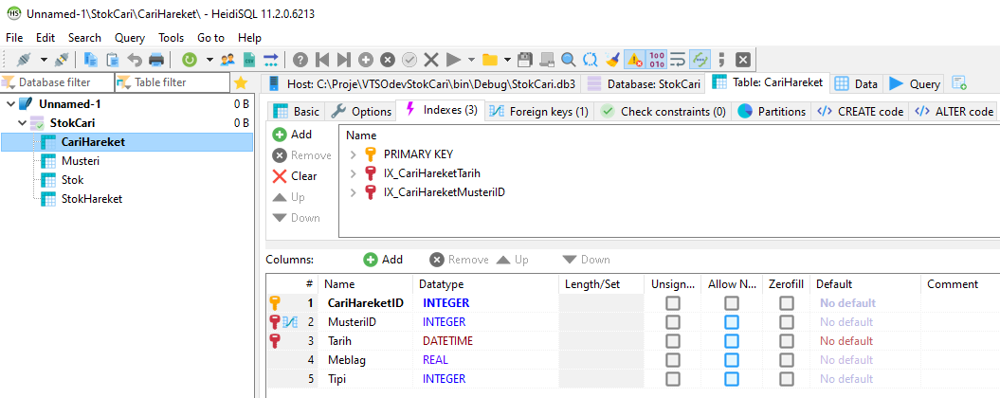 Unnamed-1\StokCari\CariHareket\ - HeidiSQL 11.2.0.6213
File Edit Search Query Tools Go to Help
Database filter Table filter Host: C:\Proje\VTSOdevStokCari\bin\Debug\StokCari.db3 Database: StokCari Table: CariHareket Data Query
Unnamed-1 0 B
StokCari 0 B
CariHareket
Musteri
Stok
StokHareket
Basic Options Indexes (3) Foreign keys (1) Check constraints (0) Partitions CREATE code ALTER code
Add
Remove
Clear
Up
Down
Name
PRIMARY KEY
IX_CariHareketTarih
IX_CariHareketMusteriID
Columns: Add Remove Up Down
# Name Datatype Length/Set Unsign... Allow N... Zerofill Default Comment
1 CariHareketID INTEGER No default
2 MusteriID INTEGER No default
3 Tarih DATETIME No default
4 Meblag REAL No default
5 Tipi INTEGER No default